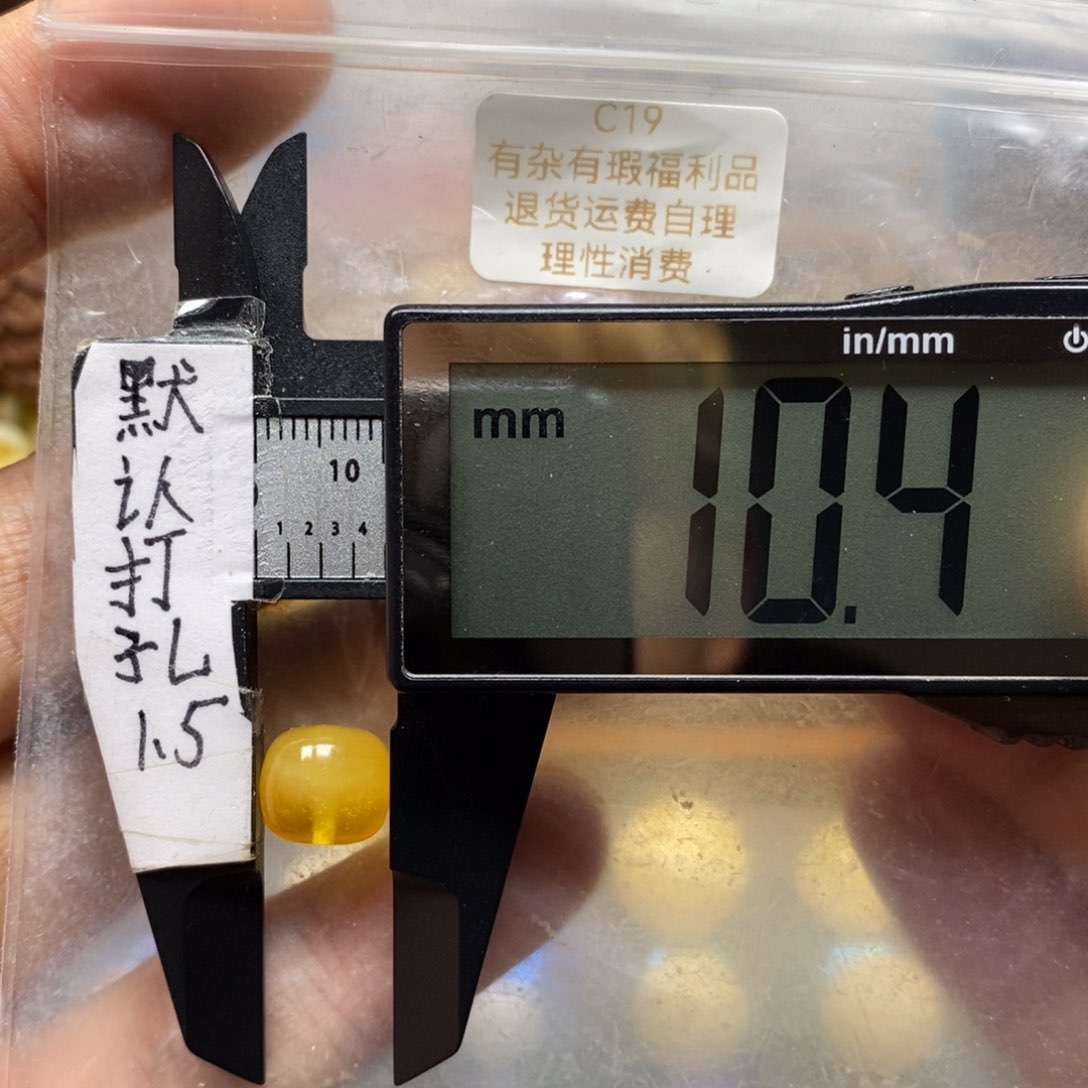 C19
有杂有瑕福利品
退货运费自理
理性消费
in/mm
mm
10.4
10
1 2 3 4
默
认
打
孔
1.5